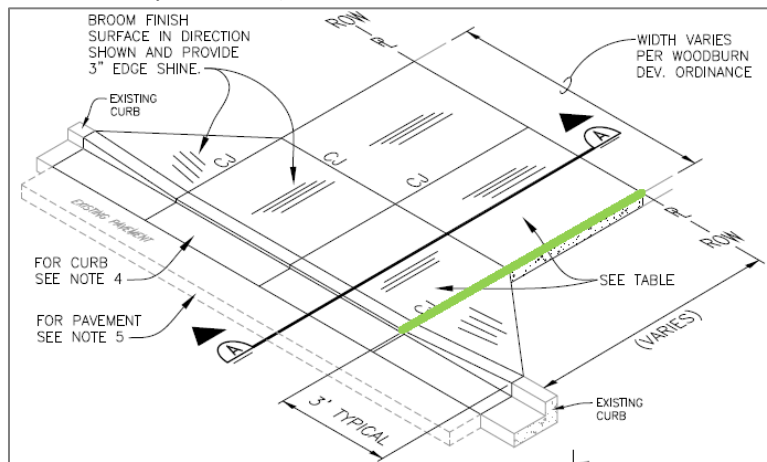 BROOM FINISH
SURFACE IN DIRECTION
SHOWN AND PROVIDE
3" EDGE SHINE.
ROW
PL
WIDTH VARIES
PER WOODBURN
DEV. ORDINANCE
EXISTING
CURB
A
CJ
CJ
CJ
EXISTING PAVEMENT
PL
ROW
FOR CURB
SEE NOTE 4
SEE TABLE
CJ
FOR PAVEMENT
SEE NOTE 5
A
(VARIES)
3' TYPICAL
EXISTING
CURB